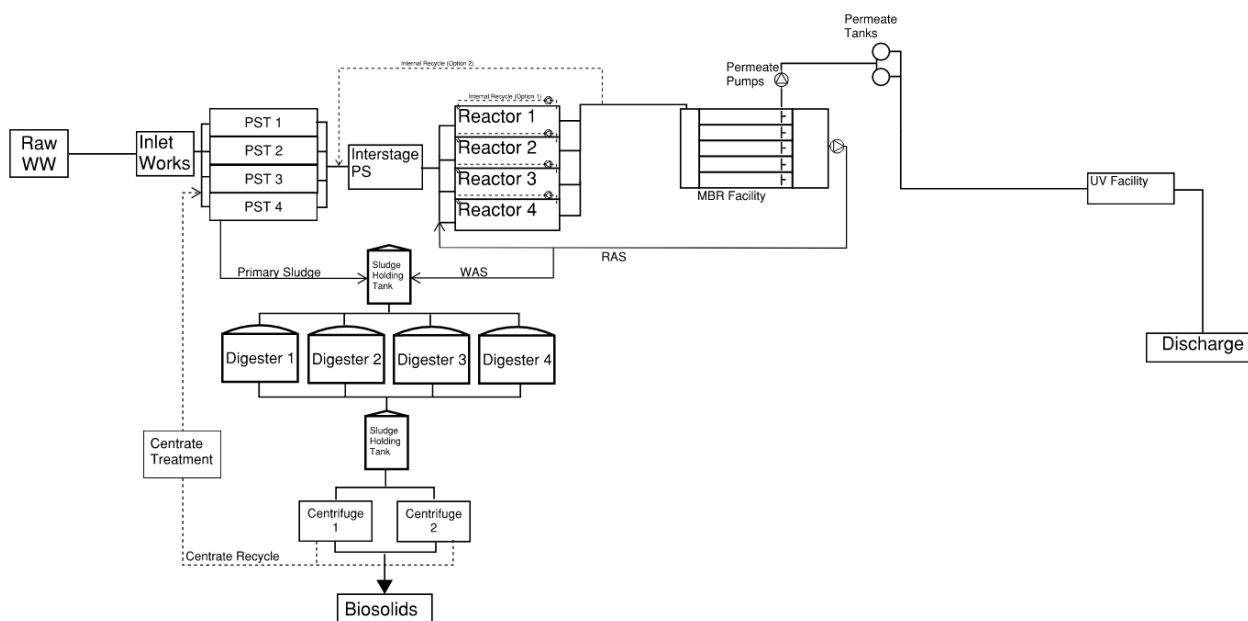 Permeate
Tanks
Internal Recycle (Option 2)
Permeate
Pumps
Internal Recycle (Option 1)
Raw
WW
Inlet
Works
PST 1
PST 2
PST 3
PST 4
Interstage
PS
Reactor 1
Reactor 2
Reactor 3
Reactor 4
MBR Facility
UV Facility
RAS
Primary Sludge
Sludge
Holding
Tank
WAS
Discharge
Digester 1
Digester 2
Digester 3
Digester 4
Sludge
Holding
Tank
Centrate
Treatment
Centrifuge
1
Centrifuge
2
Centrate Recycle
Biosolids